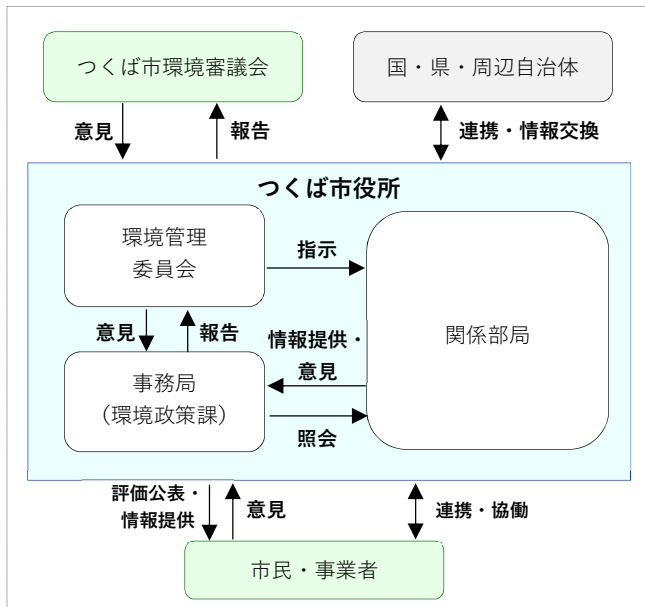 つくば市環境審議会
国・県・周辺自治体
意見
報告
連携・情報交換
つくば市役所
環境管理
委員会
指示
関係部局
意見
報告
情報提供・
意見
事務局
（環境政策課）
照会
評価公表・
情報提供
意見
連携・協働
市民・事業者